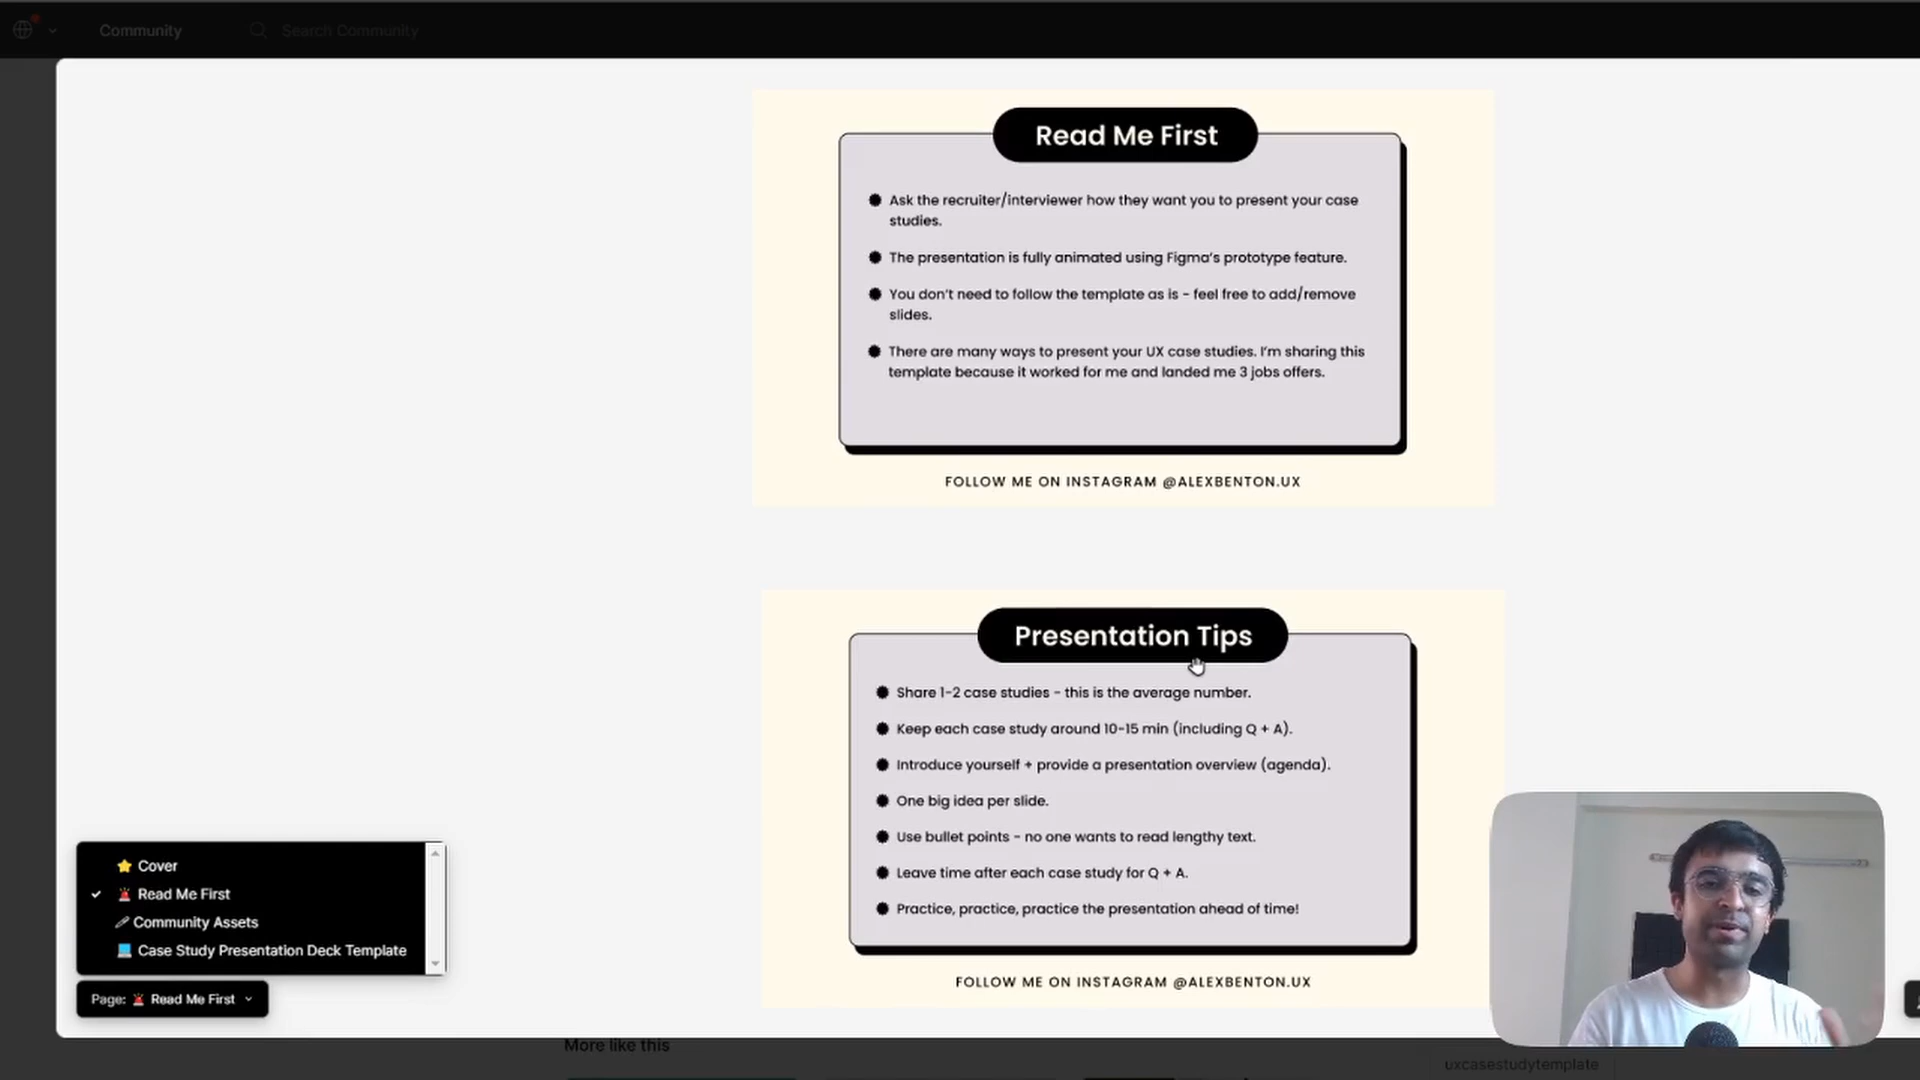 Community
Search Community
Read Me First
Ask the recruiter/interviewer how they want you to present your case
studies.
The presentation is fully animated using Figma's prototype feature.
You don't need to follow the template as is - feel free to add/remove
slides.
There are many ways to present your UX case studies. I'm sharing this
template because it worked for me and landed me 3 jobs offers.
FOLLOW ME ON INSTAGRAM @ALEXBENTON.UX
Presentation Tips
Share 1-2 case studies - this is the average number.
Keep each case study around 10-15 min (including Q + A).
Introduce yourself + provide a presentation overview (agenda).
One big idea per slide.
Use bullet points - no one wants to read lengthy text.
Leave time after each case study for Q + A.
Practice, practice, practice the presentation ahead of time!
FOLLOW ME ON INSTAGRAM @ALEXBENTON.UX
Cover
Read Me First
Community Assets
Case Study Presentation Deck Template
Page: Read Me First
More like this
uxcasestudytemplate